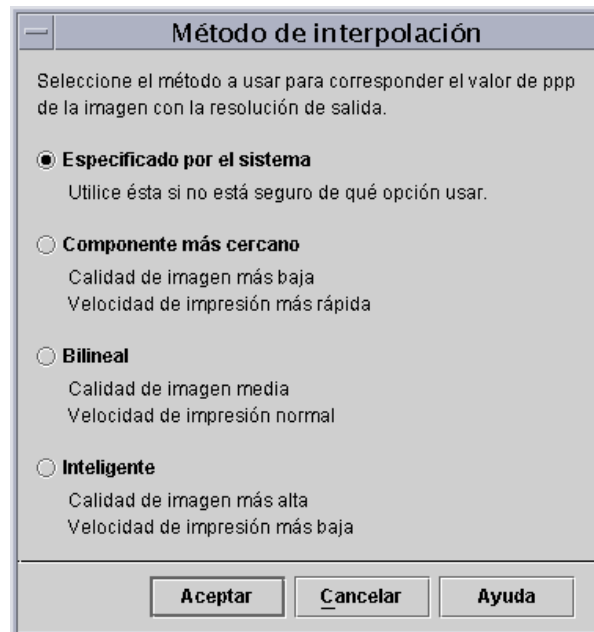 Método de interpolación
Seleccione el método a usar para corresponder el valor de ppp
de la imagen con la resolución de salida.
Especificado por el sistema
Utilice ésta si no está seguro de qué opción usar.
Componente más cercano
Calidad de imagen más baja
Velocidad de impresión más rápida
Bilineal
Calidad de imagen media
Velocidad de impresión normal
Inteligente
Calidad de imagen más alta
Velocidad de impresión más baja
Aceptar Cancelar Ayuda